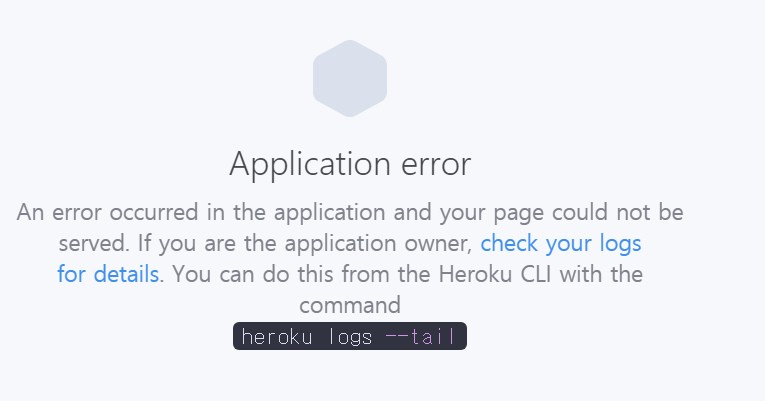 Application error
An error occurred in the application and your page could not be
served. If you are the application owner, check your logs
for details. You can do this from the Heroku CLI with the
command
heroku logs --tail